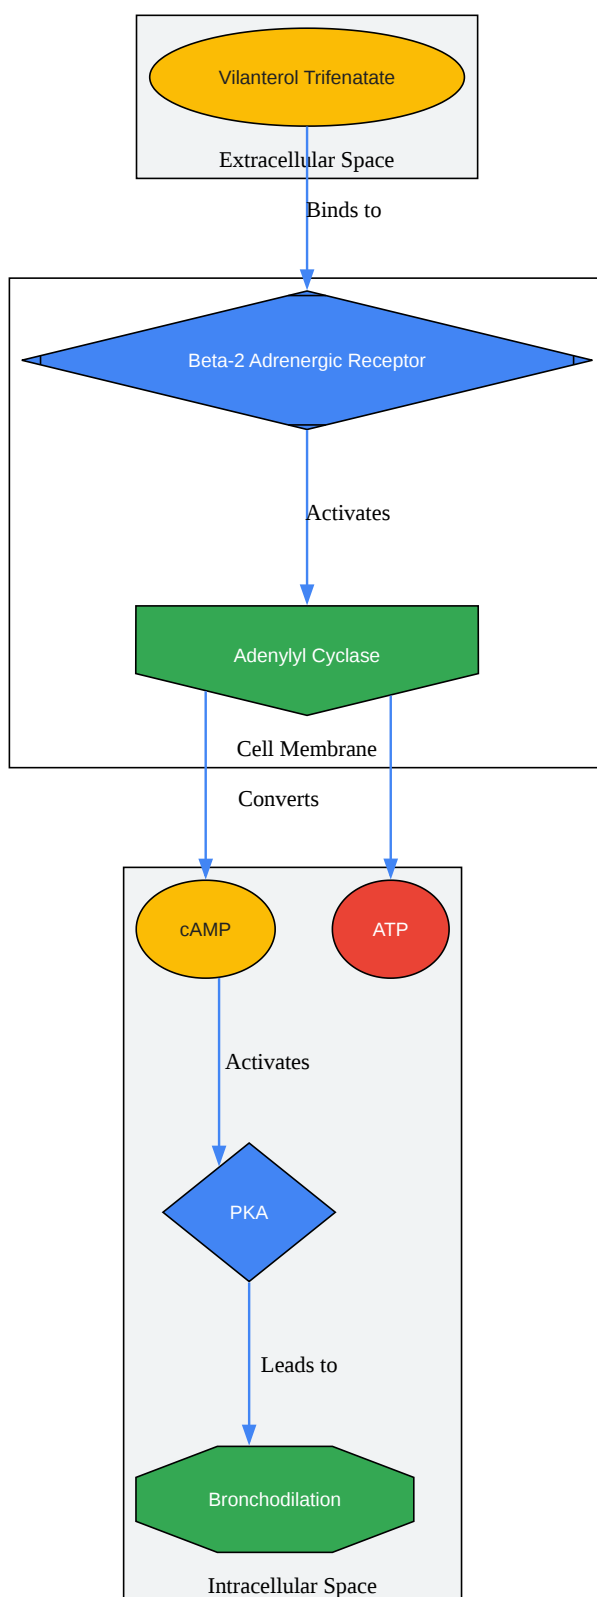 Vilanterol Trifenatate
Extracellular Space
Binds to
Beta-2 Adrenergic Receptor
Activates
Adenylyl Cyclase
Cell Membrane
Converts
cAMP
ATP
Activates
PKA
Leads to
Bronchodilation
Intracellular Space